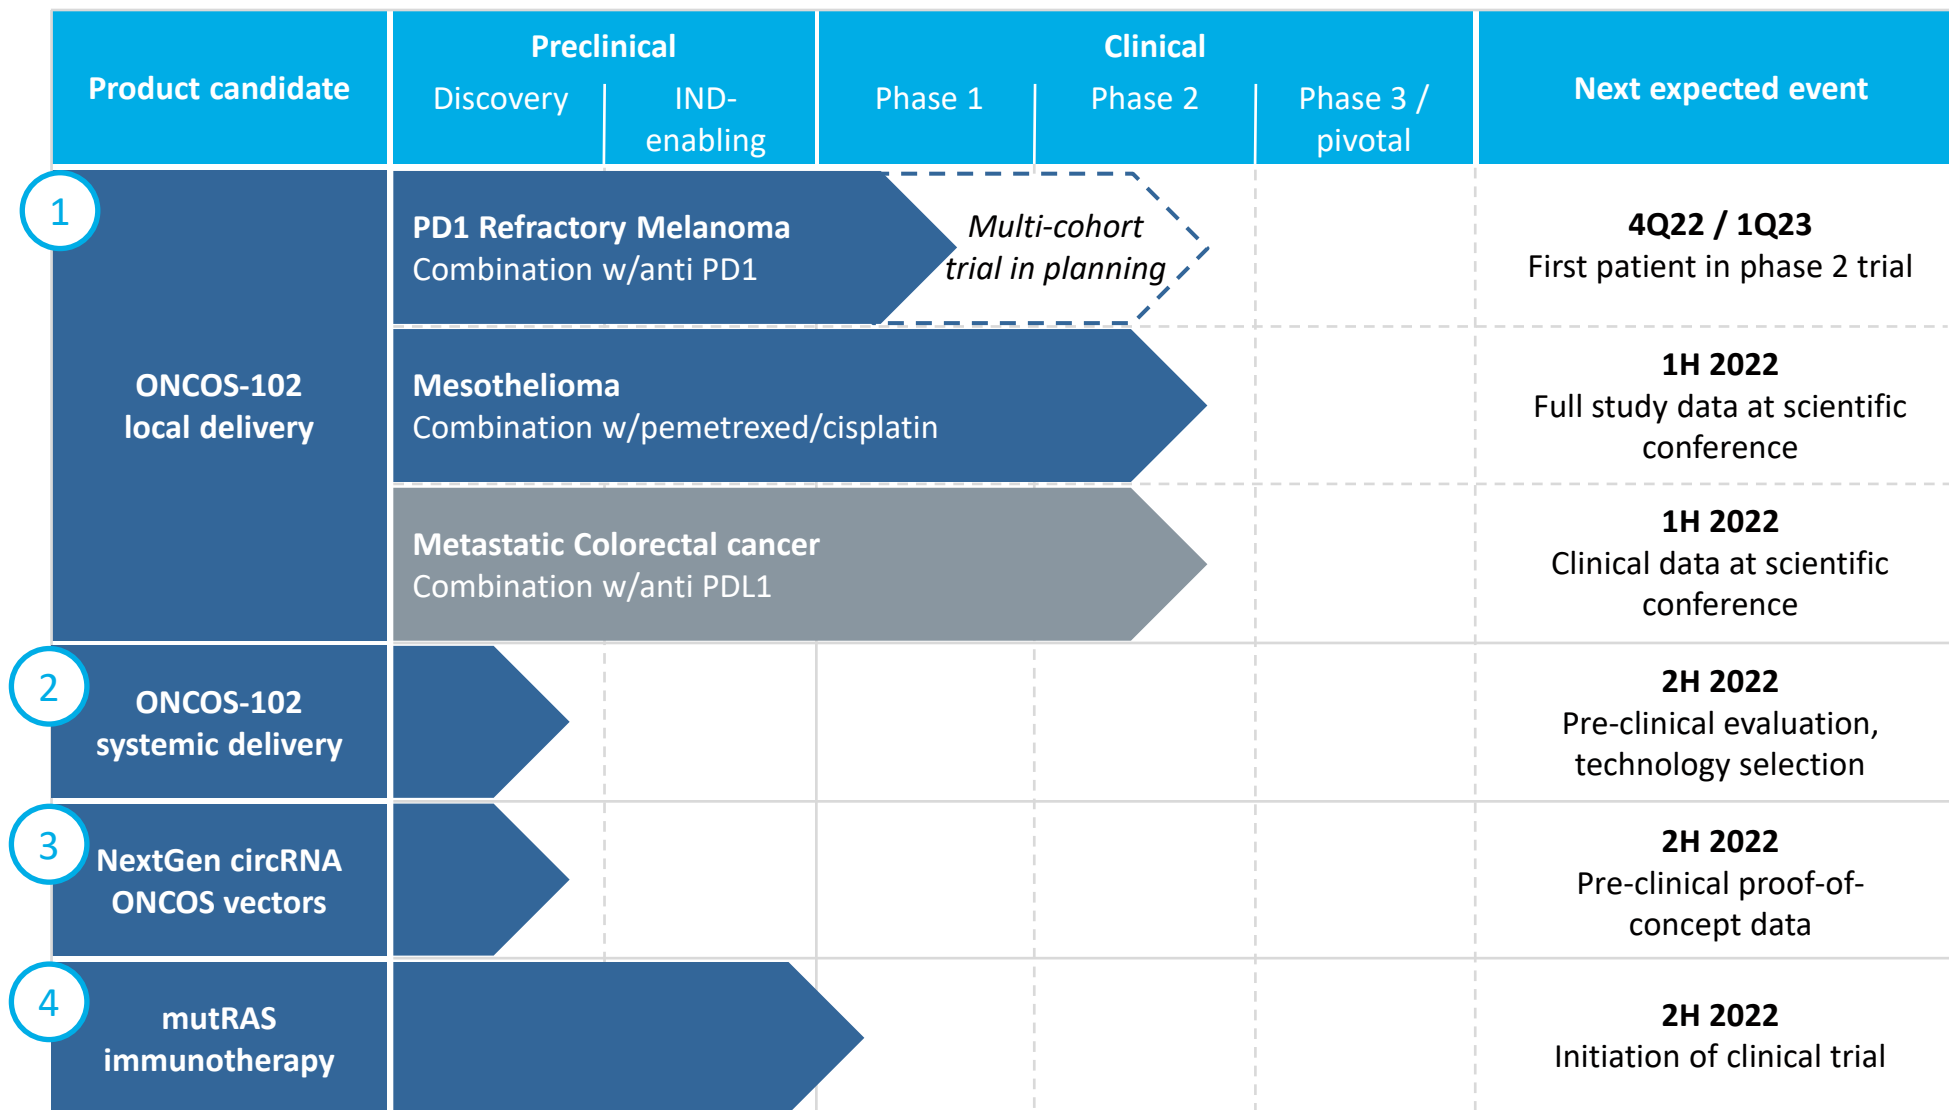 Product candidate
Preclinical
Discovery
IND-
enabling
Clinical
Phase 1
Phase 2
Phase 3 /
pivotal
Next expected event
1
ONCOS-102
local delivery
PD1 Refractory Melanoma
Combination w/anti PD1
Multi-cohort
trial in planning
4Q22 / 1Q23
First patient in phase 2 trial
Mesothelioma
Combination w/pemetrexed/cisplatin
1H 2022
Full study data at scientific
conference
Metastatic Colorectal cancer
Combination w/anti PDL1
1H 2022
Clinical data at scientific
conference
2
ONCOS-102
systemic delivery
2H 2022
Pre-clinical evaluation,
technology selection
3
NextGen circRNA
ONCOS vectors
2H 2022
Pre-clinical proof-of-
concept data
4
mutRAS
immunotherapy
2H 2022
Initiation of clinical trial